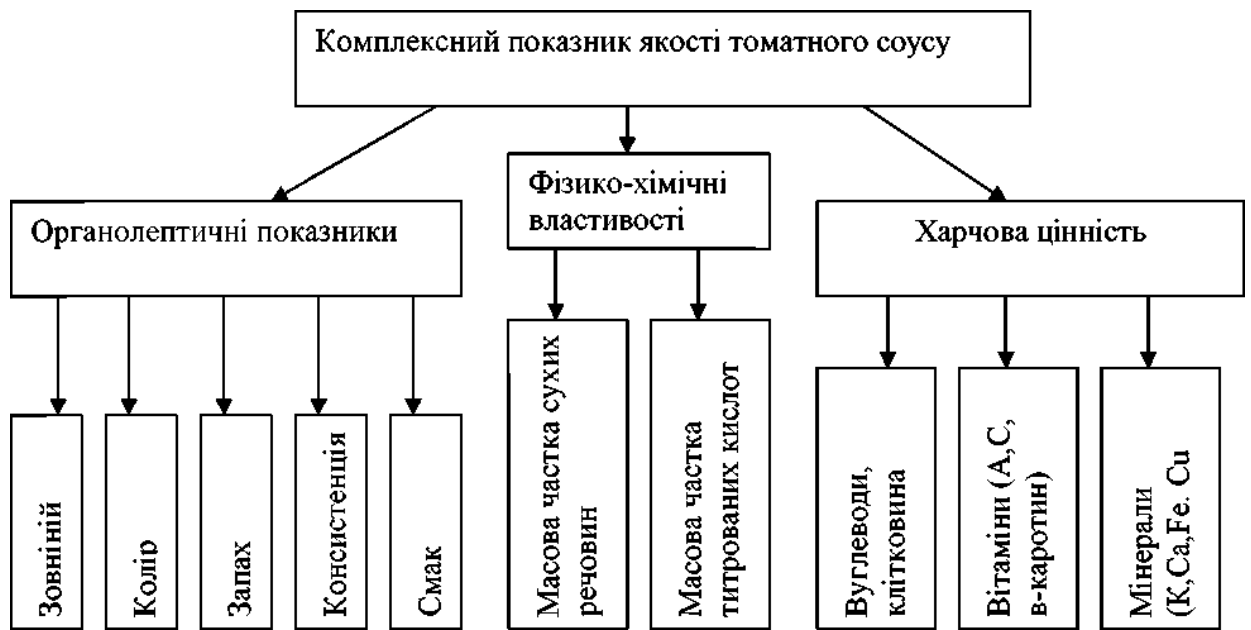 Комплексний показник якості томатного соусу
Органолептичні показники
Фізико-хімічні
властивості
Харчова цінність
Зовніній
Колір
Запах
Консистенція
Смак
Масова частка сухих
речовин
Масова частка
титрованих кислот
Вуглеводи,
клітковина
Вітаміни (А,С,
в-каротин)
Мінерали
(К,Са,Fe. Cu